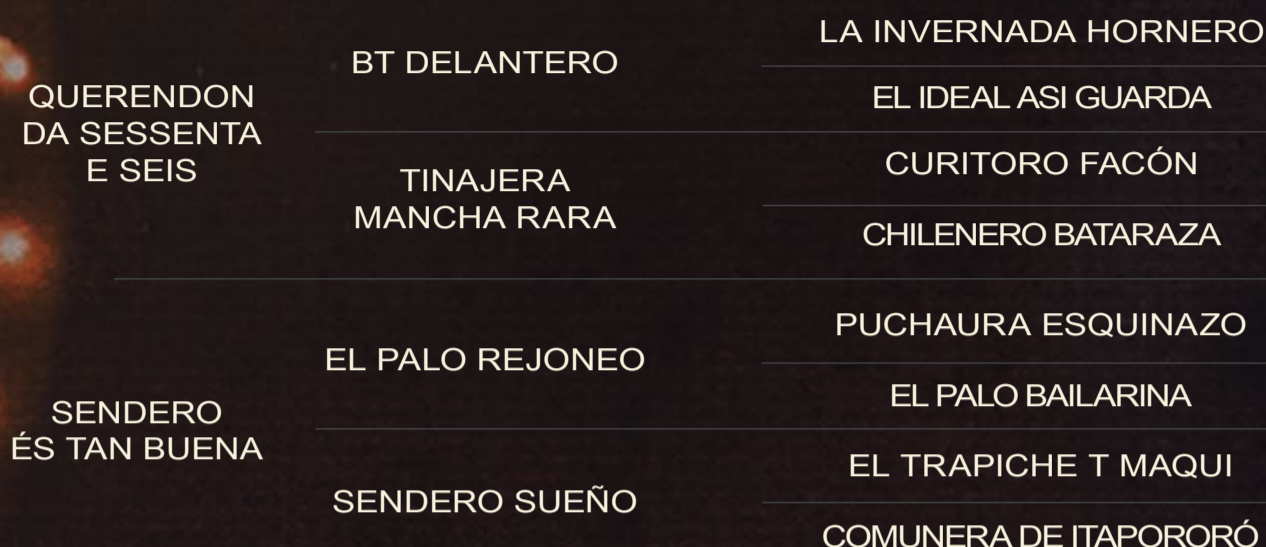 QUERENDON
DA SESSENTA
E SEIS
BT DELANTERO
LA INVERNADA HORNERO
EL IDEAL ASI GUARDA
TINAJERA
MANCHA RARA
CURITORO FACÓN
CHILENERO BATARAZA
SENDERO
ÉS TAN BUENA
EL PALO REJONEO
PUCHAURA ESQUINAZO
EL PALO BAILARINA
SENDERO SUEÑO
EL TRAPICHE T MAQUI
COMUNERA DE ITAPORORÓ